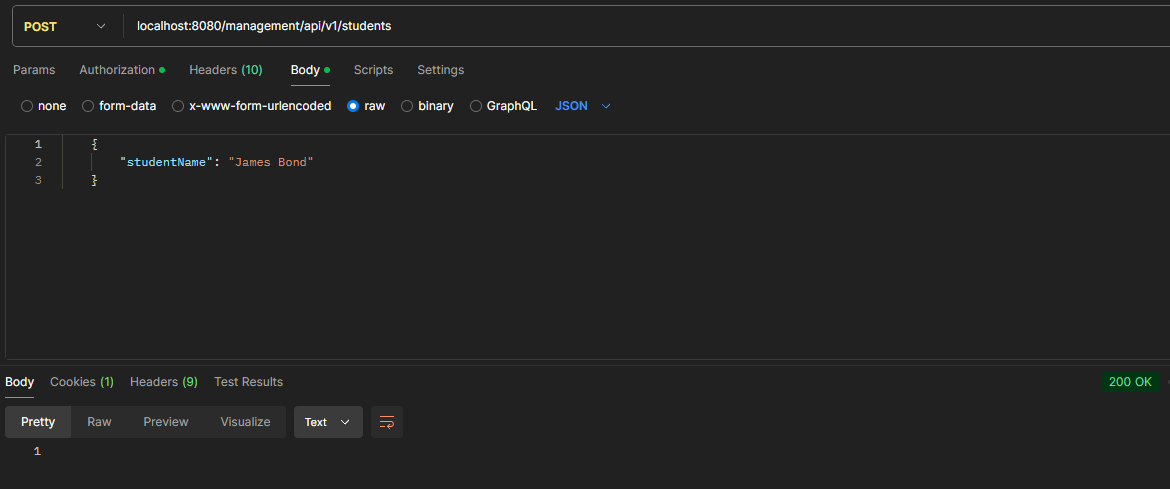 POST localhost:8080/management/api/v1/students
Params Authorization Headers (10) Body Scripts Settings
none form-data x-www-form-urlencoded raw binary GraphQL JSON
1 {
2 "studentName": "James Bond"
3 }
Body Cookies (1) Headers (9) Test Results 200 OK
Pretty Raw Preview Visualize Text
1